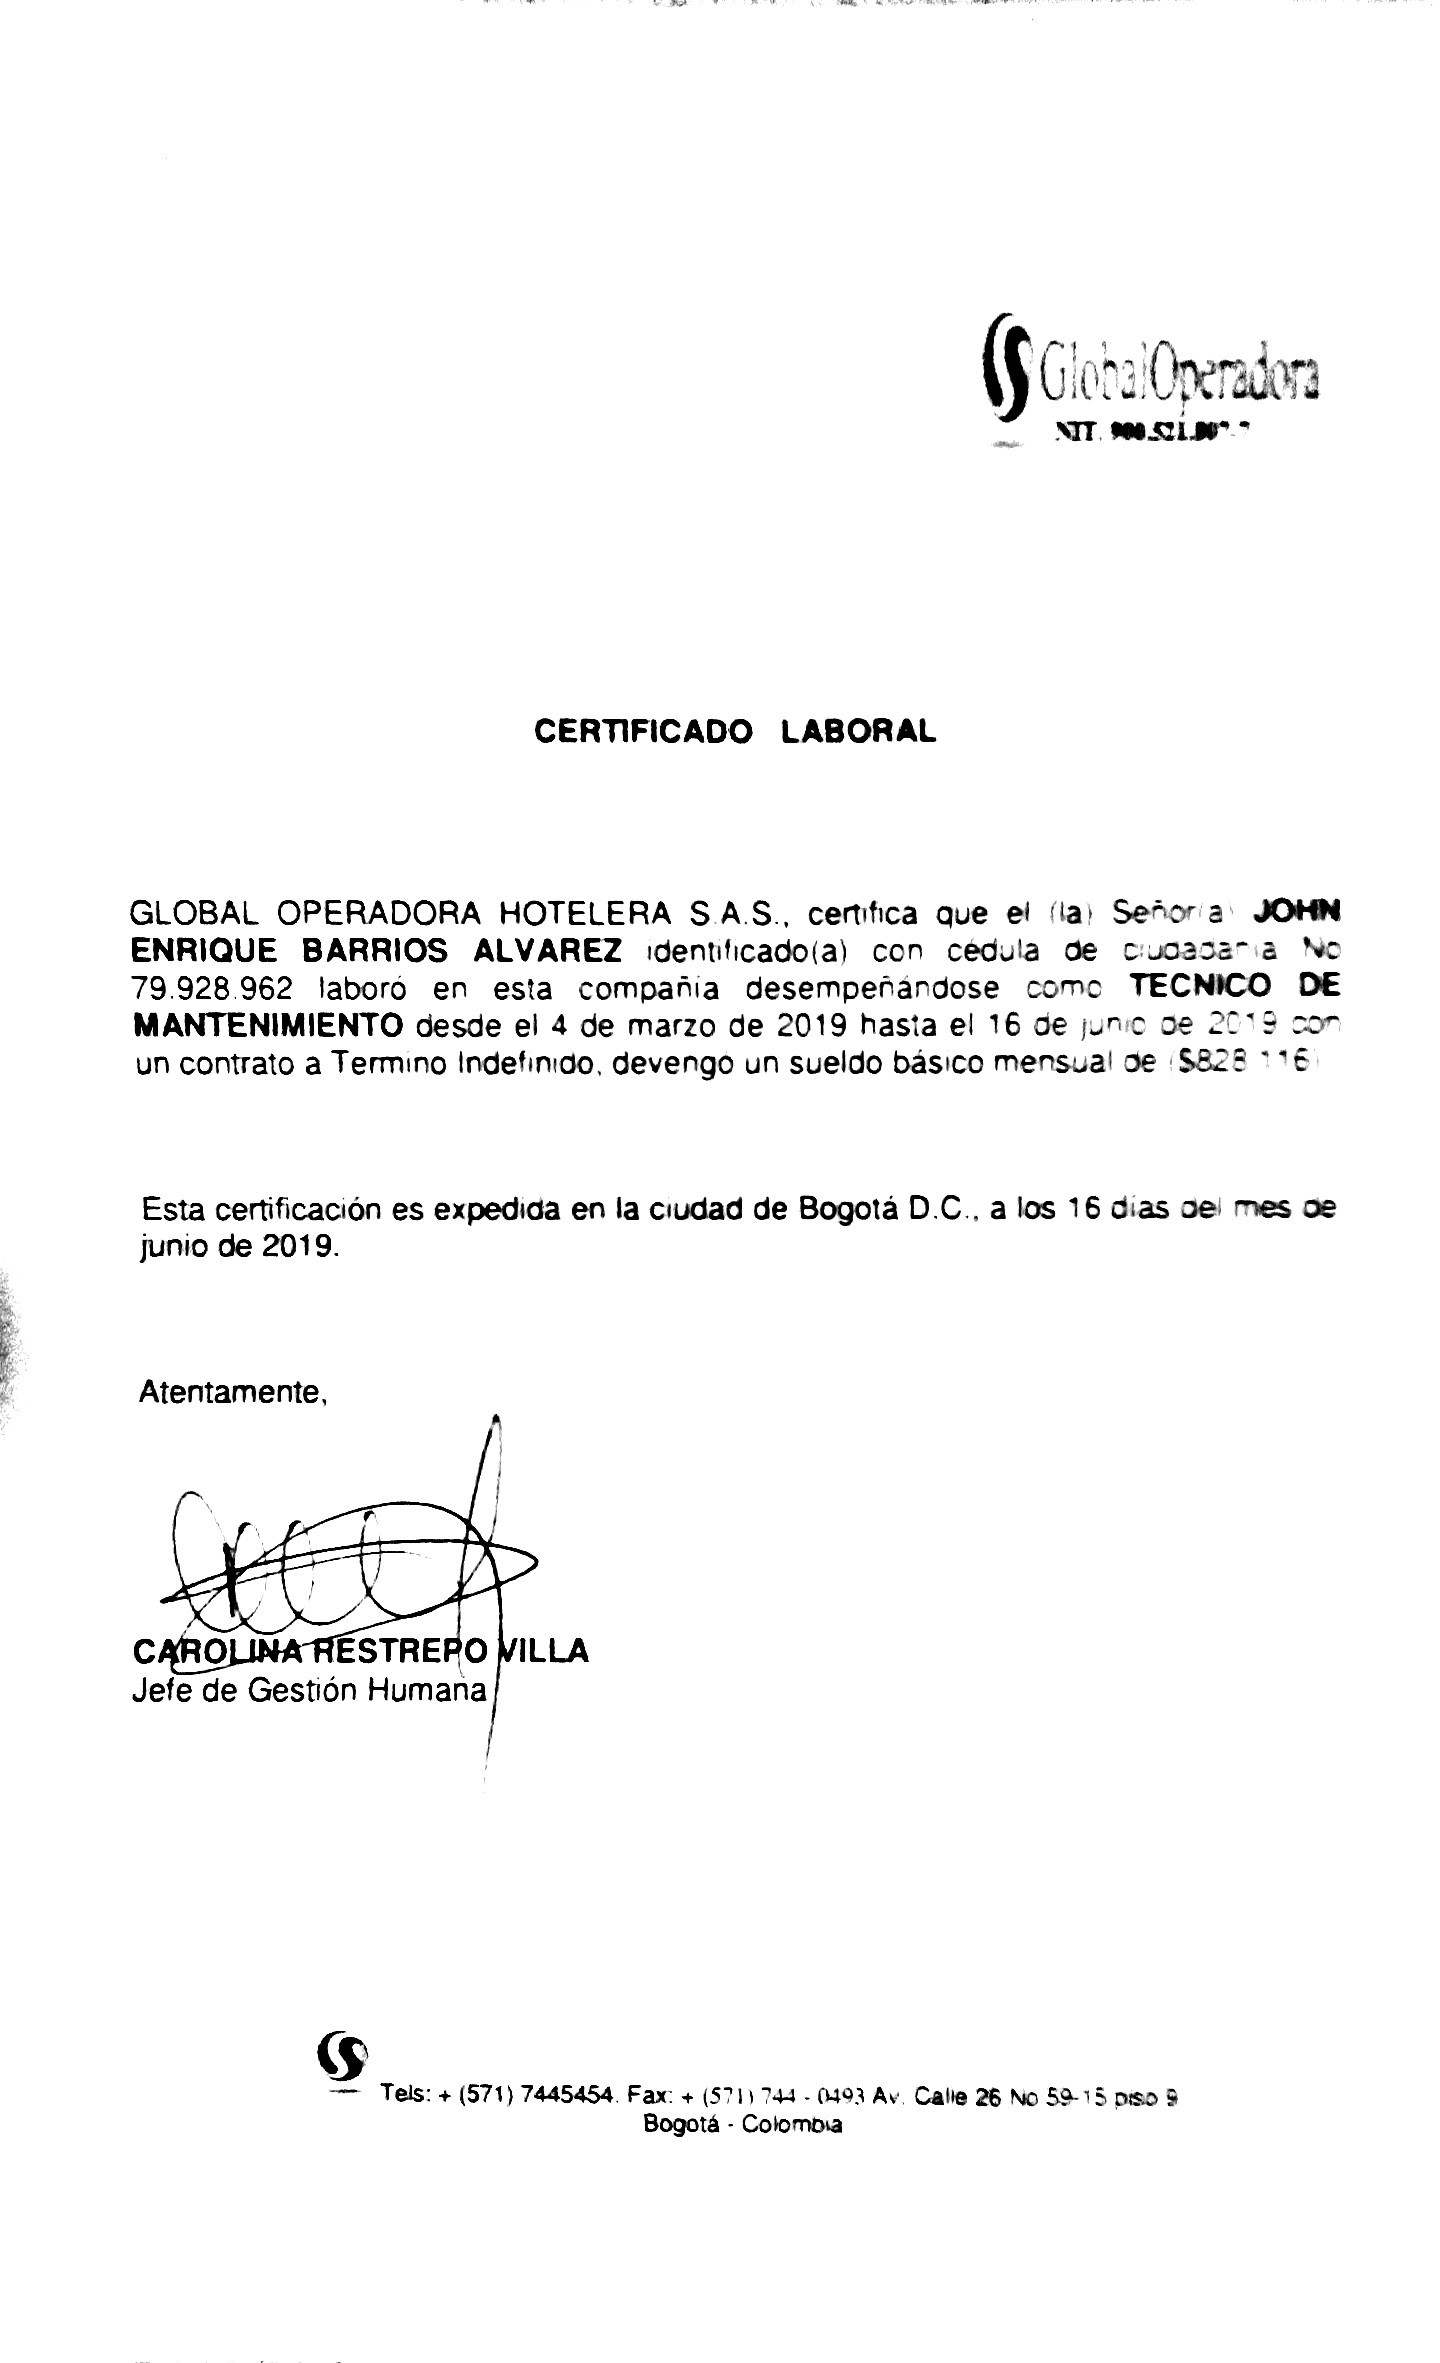 GlobalOperadora
NIT.
CERTIFICADO LABORAL
GLOBAL OPERADORA HOTELERA S.A.S., certifica que el (la) Señor(a) JOHN
ENRIQUE BARRIOS ALVAREZ identificado(a) con cédula de ciudadanía No
79.928.962 laboró en esta compañía desempeñándose como TECNICO DE
MANTENIMIENTO desde el 4 de marzo de 2019 hasta el 16 de junio de 2019 con
un contrato a Termino Indefinido, devengo un sueldo básico mensual de ($828.116)
Esta certificación es expedida en la ciudad de Bogotá D.C., a los 16 días del mes de
junio de 2019.
Atentamente,
CAROLINA RESTREPO VILLA
Jefe de Gestión Humana
Tels: + (571) 7445454. Fax: + (571) 744 - 0493 Av. Calle 26 No 59-15 piso 9
Bogotá - Colombia